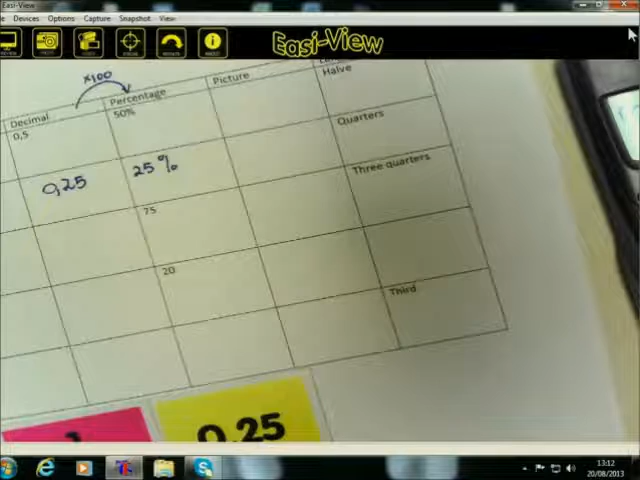 Easi-View
Devices Options Capture Snapshot View
Easi-View
x100
Decimal Percentage Picture
0,5 50% Halve
0,25 25% Quarters
75 Three quarters
20
Third
0.25
13:12
20/08/2013